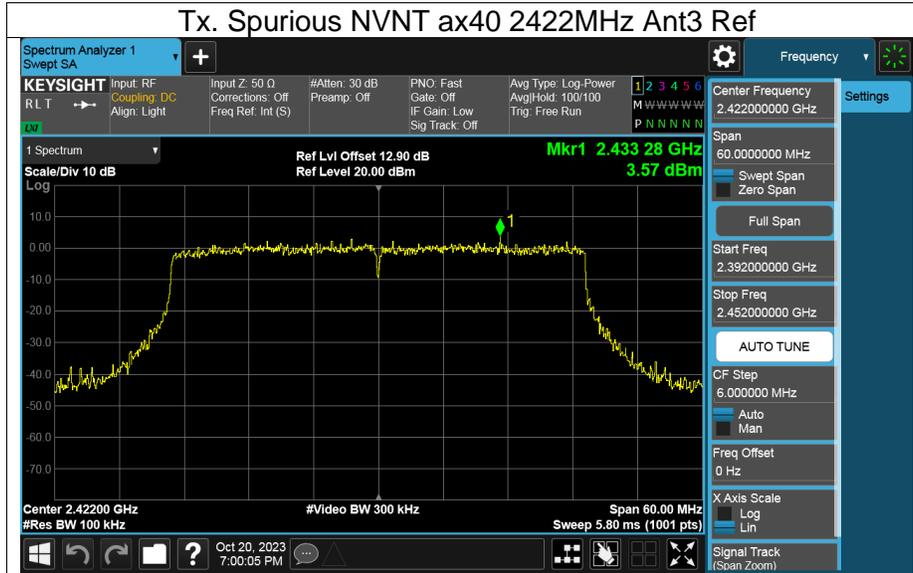 Tx. Spurious NVNT ax40 2422MHz Ant3 Ref
Spectrum Analyzer 1
Swept SA
+
Frequency
KEYSIGHT
RLT
LXI
Input: RF
Coupling: DC
Align: Light
Input Z: 50 Ω
Corrections: Off
Freq Ref: Int (S)
#Atten: 30 dB
Preamp: Off
PNO: Fast
Gate: Off
IF Gain: Low
Sig Track: Off
Avg Type: Log-Power
Avg|Hold: 100/100
Trig: Free Run
1 2 3 4 5 6
M W W W W W
P N N N N N
1 Spectrum
Scale/Div 10 dB
Log
Ref Lvl Offset 12.90 dB
Ref Level 20.00 dBm
Mkr1 2.433 28 GHz
3.57 dBm
10.0
0.00
-10.0
-20.0
-30.0
-40.0
-50.0
-60.0
-70.0
1
Center 2.42200 GHz
#Res BW 100 kHz
#Video BW 300 kHz
Span 60.00 MHz
Sweep 5.80 ms (1001 pts)
?
Oct 20, 2023
7:00:05 PM
Center Frequency
2.422000000 GHz
Settings
Span
60.0000000 MHz
Swept Span
Zero Span
Full Span
Start Freq
2.392000000 GHz
Stop Freq
2.452000000 GHz
AUTO TUNE
CF Step
6.000000 MHz
Auto
Man
Freq Offset
0 Hz
X Axis Scale
Log
Lin
Signal Track
(Span Zoom)